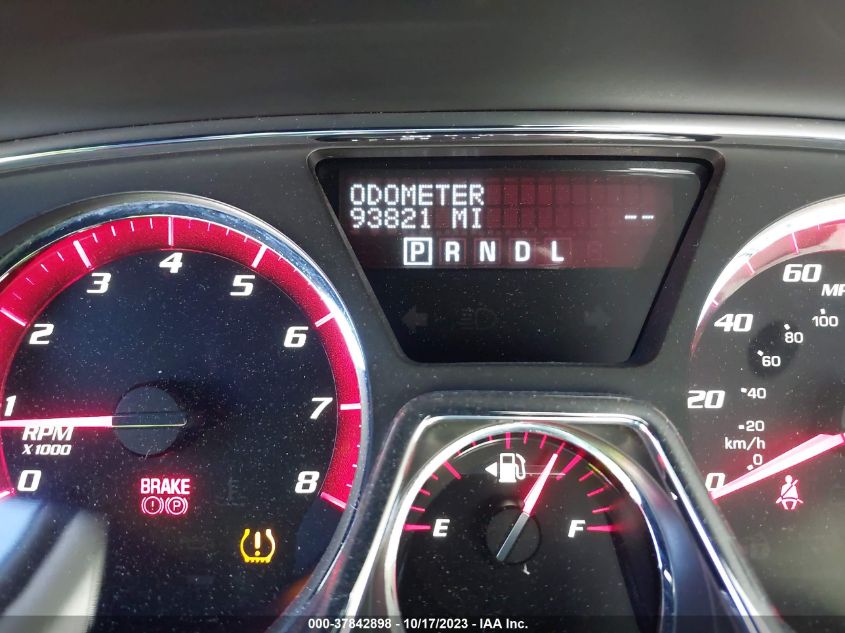 ODOMETER
93821 MI --
P R N D L
0 1 2 3 4 5 6 7 8
RPM
X1000
BRAKE
E F
0 20 40 60
MP
0 20 40 60 80 100
km/h
000-37842898 - 10/17/2023 - IAA Inc.